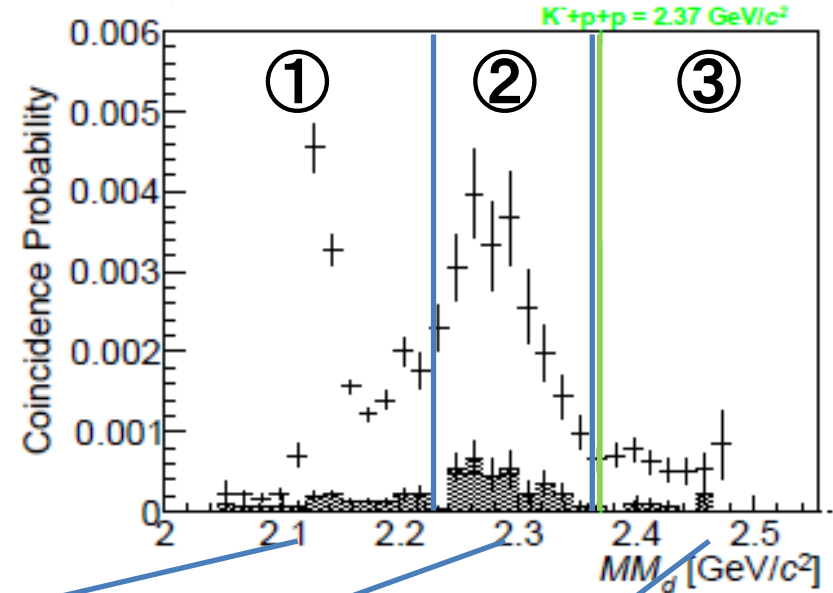 K⁻+p+p = 2.37 GeV/c²
0.006
① ② ③
0.005
0.004
0.003
0.002
0.001
0
Coincidence Probability
2 2.1 2.2 2.3 2.4 2.5
MM_d [GeV/c²]